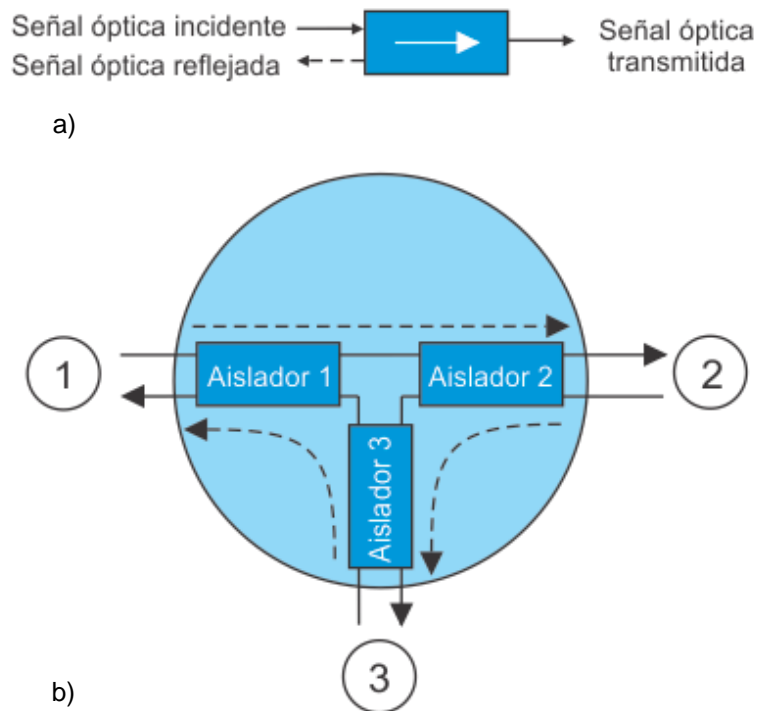 Señal óptica incidente
Señal óptica reflejada
Señal óptica
transmitida
a)
1
Aislador 1
Aislador 2
2
Aislador 3
3
b)